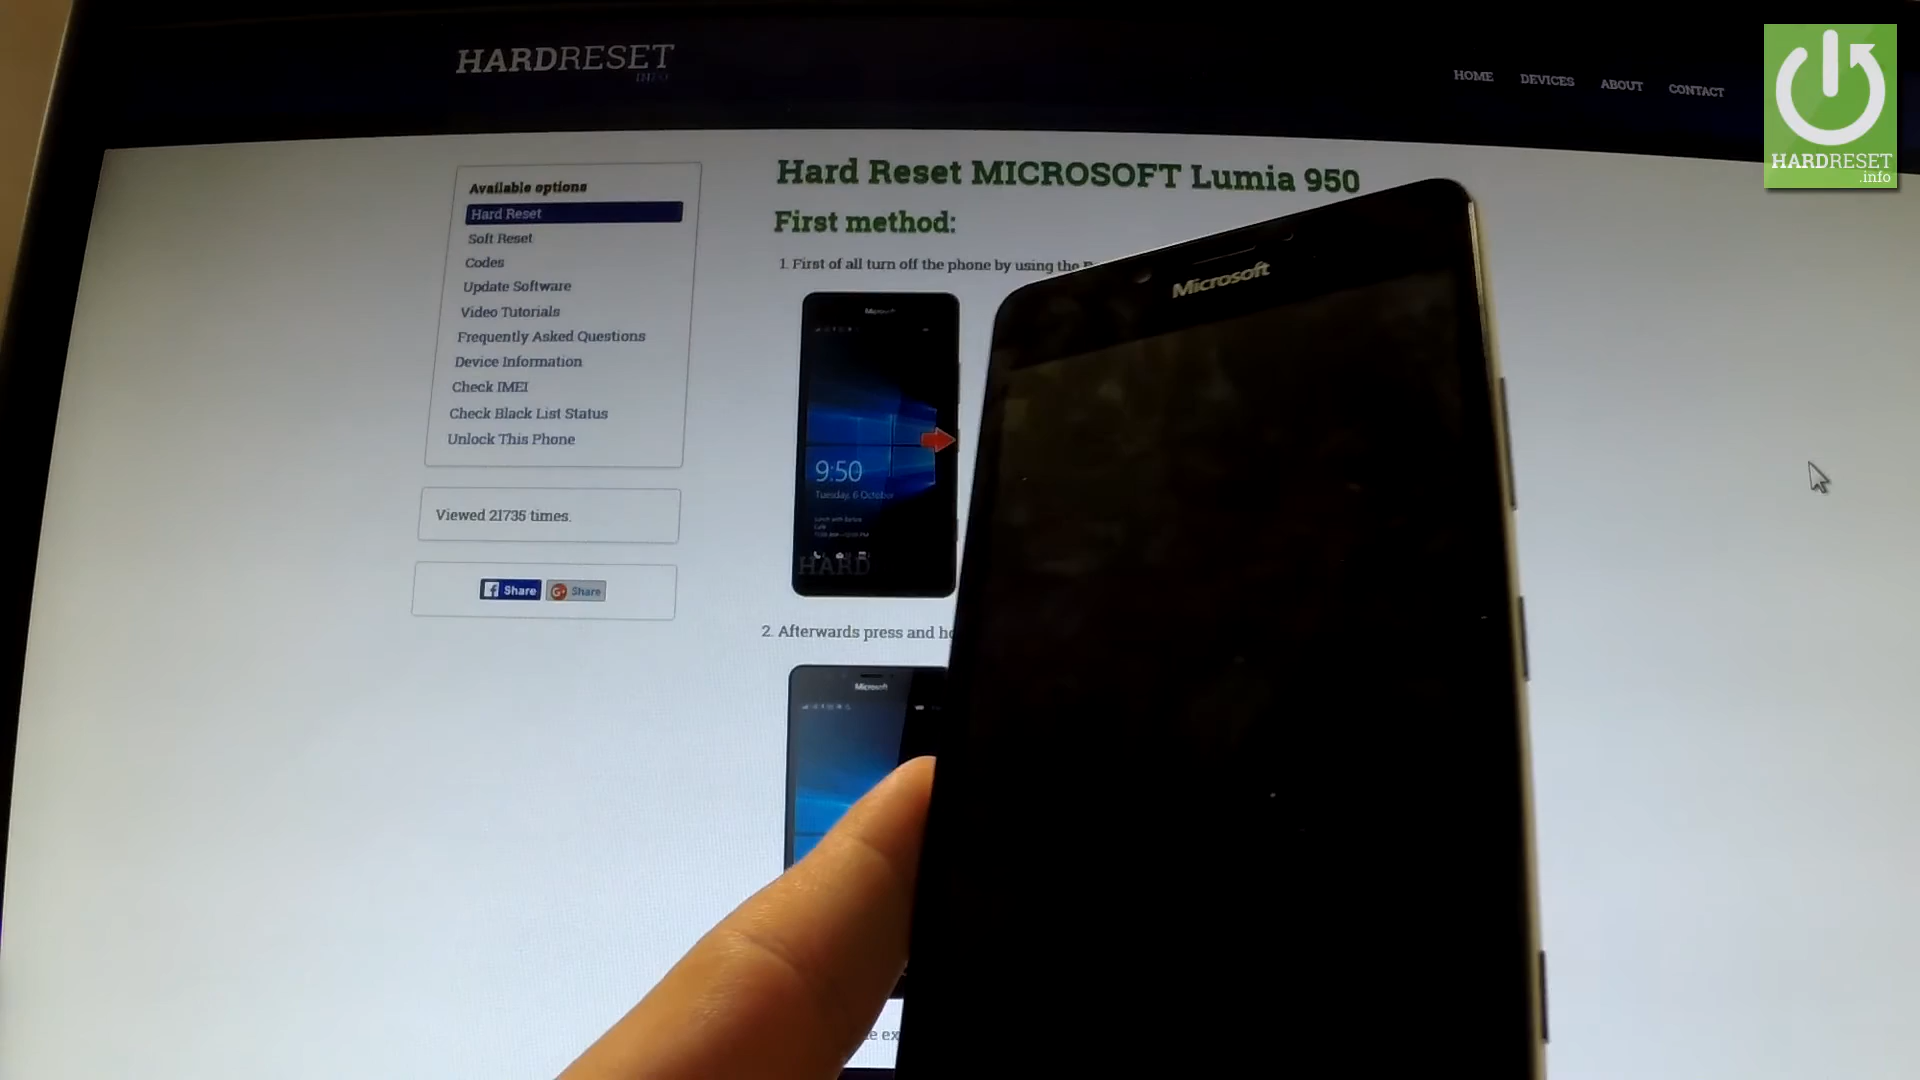 HARDRESET
INFO
HOME DEVICES ABOUT CONTACT
HARDRESET
.info
Available options
Hard Reset
Soft Reset
Codes
Update Software
Video Tutorials
Frequently Asked Questions
Device Information
Check IMEI
Check Black List Status
Unlock This Phone
Viewed 21735 times.
Share Share
Hard Reset MICROSOFT Lumia 950
First method:
1. First of all turn off the phone by using the
Microsoft
9:50
Tuesday, 6 October
HARD
2. Afterwards press and
Microsoft
Microsoft